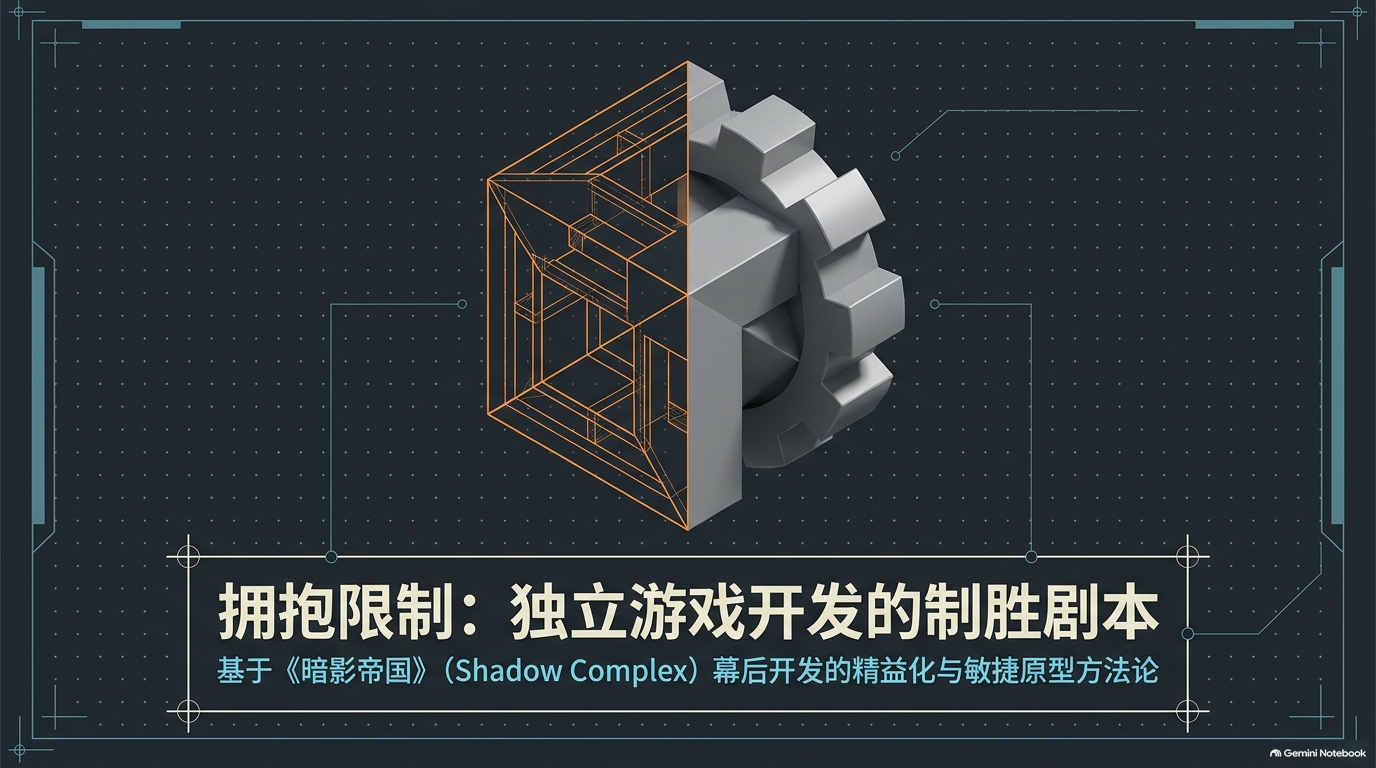 拥抱限制：独立游戏开发的制胜剧本
基于《暗影帝国》（Shadow Complex）幕后开发的精益化与敏捷原型方法论
Gemini Notebook